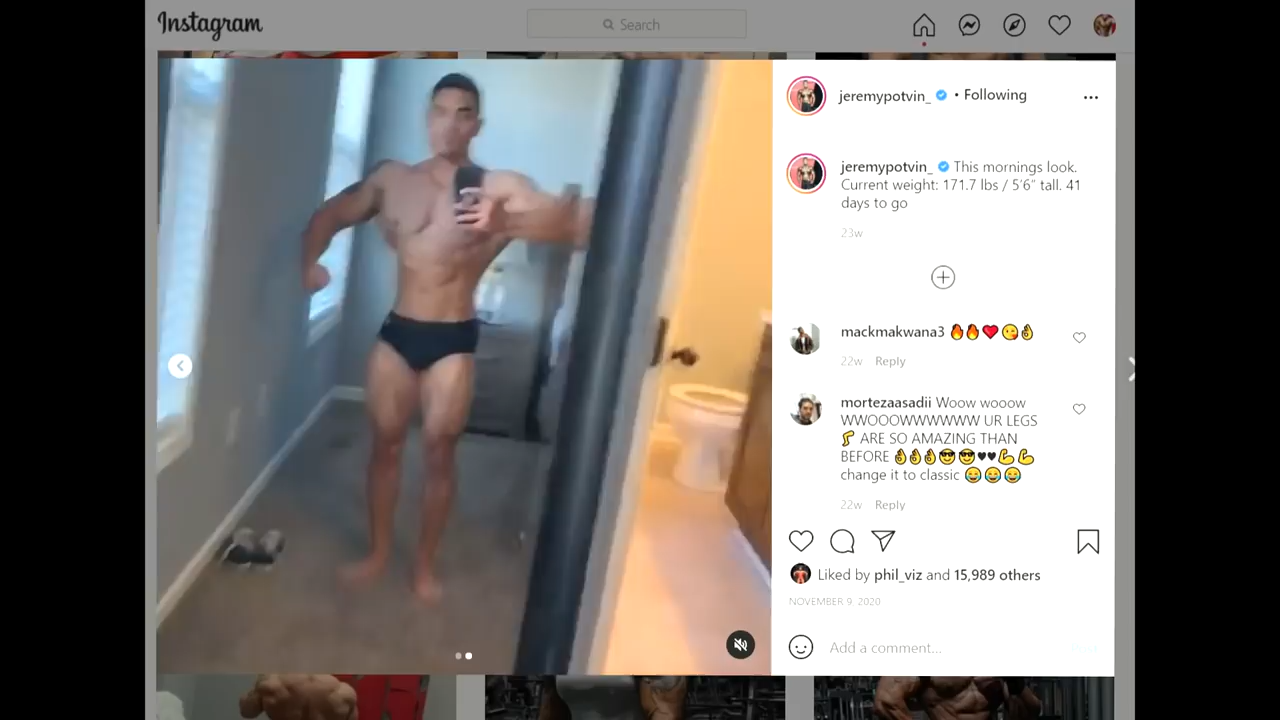 Instagram
Search
jeremypotvin_ • Following
jeremypotvin_ This mornings look.
Current weight: 171.7 lbs / 5'6" tall. 41
days to go
23w
mackmakwana3 🔥🔥❤️😘👌
22w Reply
mortezaasadii Woow wooow
WWOOOWWWWWW UR LEGS
🦵 ARE SO AMAZING THAN
BEFORE 👌👌👌😎😎🖤🖤💪💪
change it to classic 😂😂😂
22w Reply
Liked by phil_viz and 15,989 others
NOVEMBER 9, 2020
Add a comment...
Post